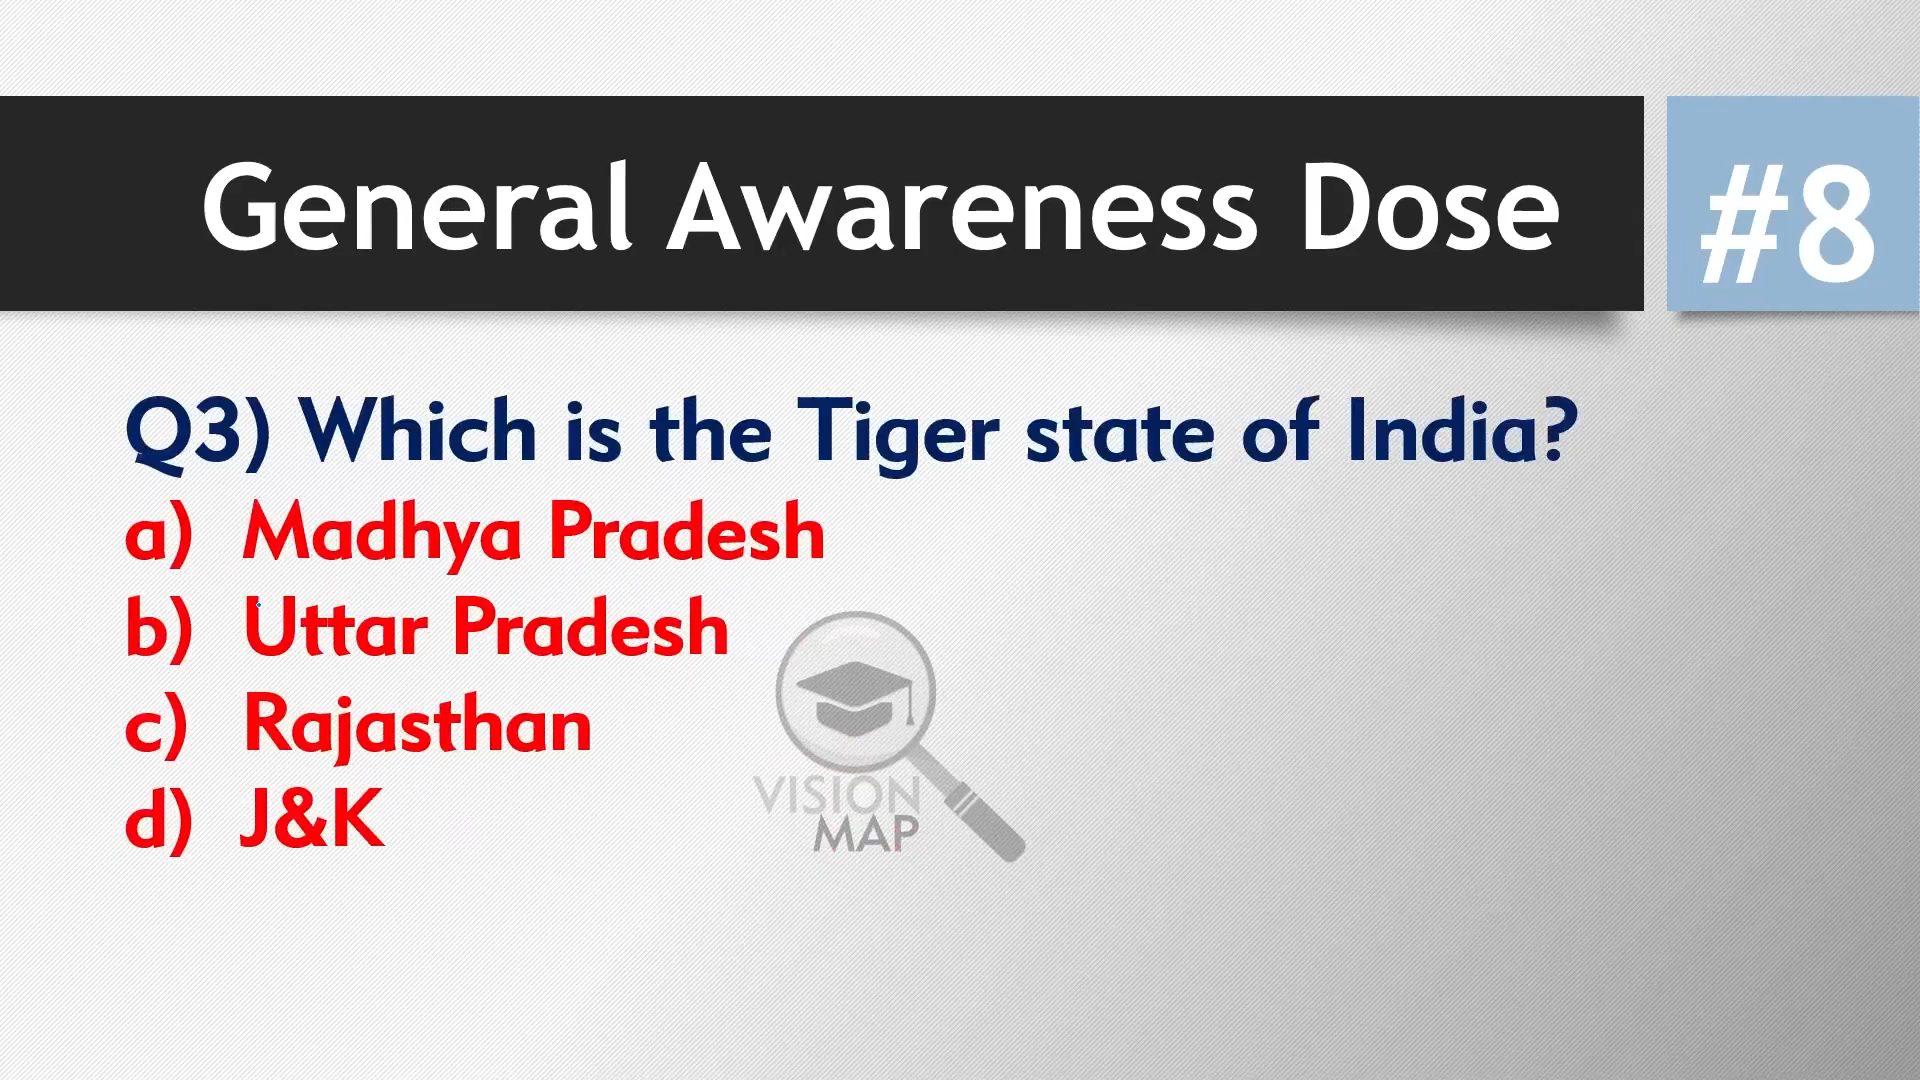 General Awareness Dose
#8
Q3) Which is the Tiger state of India?
a) Madhya Pradesh
b) Uttar Pradesh
c) Rajasthan
d) J&K
VISION
MAP